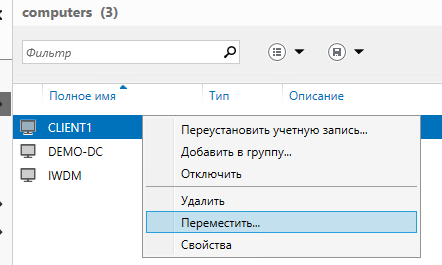 computers (3)
Фильтр
Полное имя Тип Описание
CLIENT1
Переустановить учетную запись...
DEMO-DC
Добавить в группу...
IWDM
Отключить
Удалить
Переместить...
Свойства